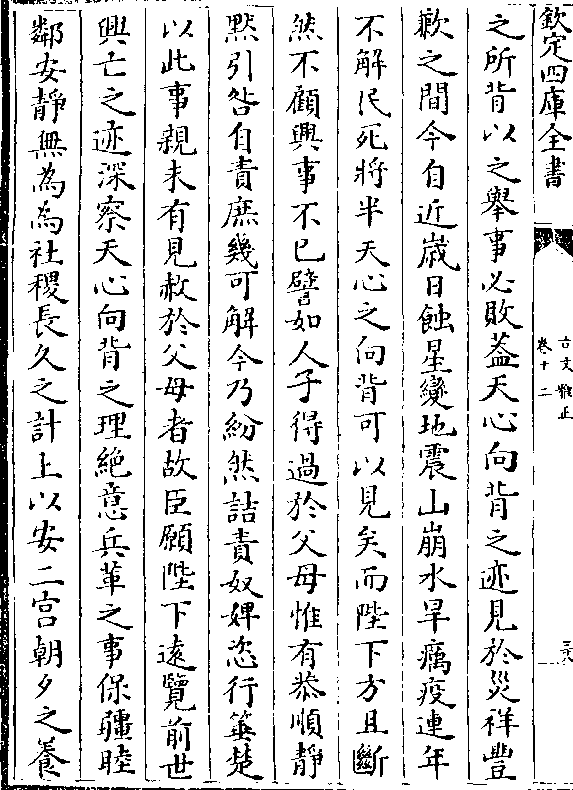 欽定四庫全書
古文雅正
卷十二
三六
之所背以之舉事必敗蓋天心向背之迹見於災祥豐
歉之間今自近歲日蝕星變地震山崩水旱癘疫連年
不解民死將半天心之向背可以見矣而陛下方且斷
然不顧興事不已譬如人子得過於父母惟有恭順靜
黙引咎自責庶幾可解今乃紛然詰責奴婢恣行箠楚
以此事親未有見赦於父母者故臣願陛下遠覽前世
興亡之迹深察天心向背之理絶意兵革之事保疆睦
鄰安靜無為為社稷長久之計上以安二宫朝夕之養